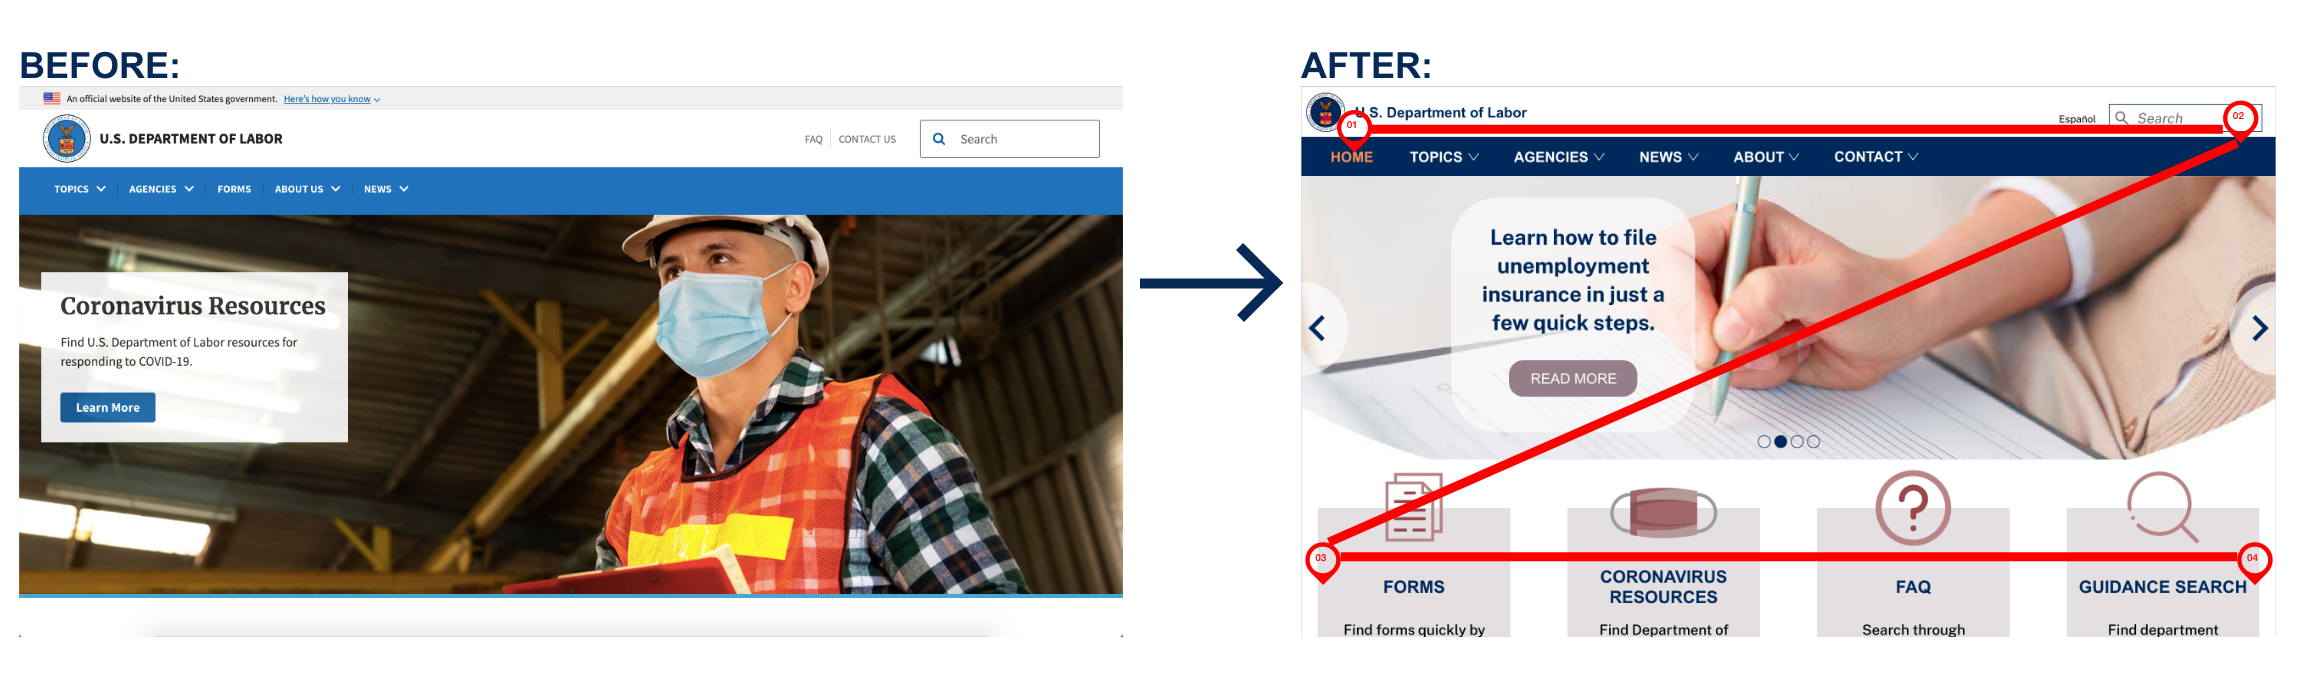 BEFORE:
An official website of the United States government. Here's how you know
U.S. DEPARTMENT OF LABOR
FAQ CONTACT US Search
TOPICS AGENCIES FORMS ABOUT US NEWS
Coronavirus Resources
Find U.S. Department of Labor resources for
responding to COVID-19.
Learn More
AFTER:
U.S. Department of Labor
Español Search
01 02
HOME TOPICS AGENCIES NEWS ABOUT CONTACT
Learn how to file
unemployment
insurance in just a
few quick steps.
READ MORE
03 04
FORMS
Find forms quickly by
CORONAVIRUS
RESOURCES
Find Department of
FAQ
Search through
GUIDANCE SEARCH
Find department